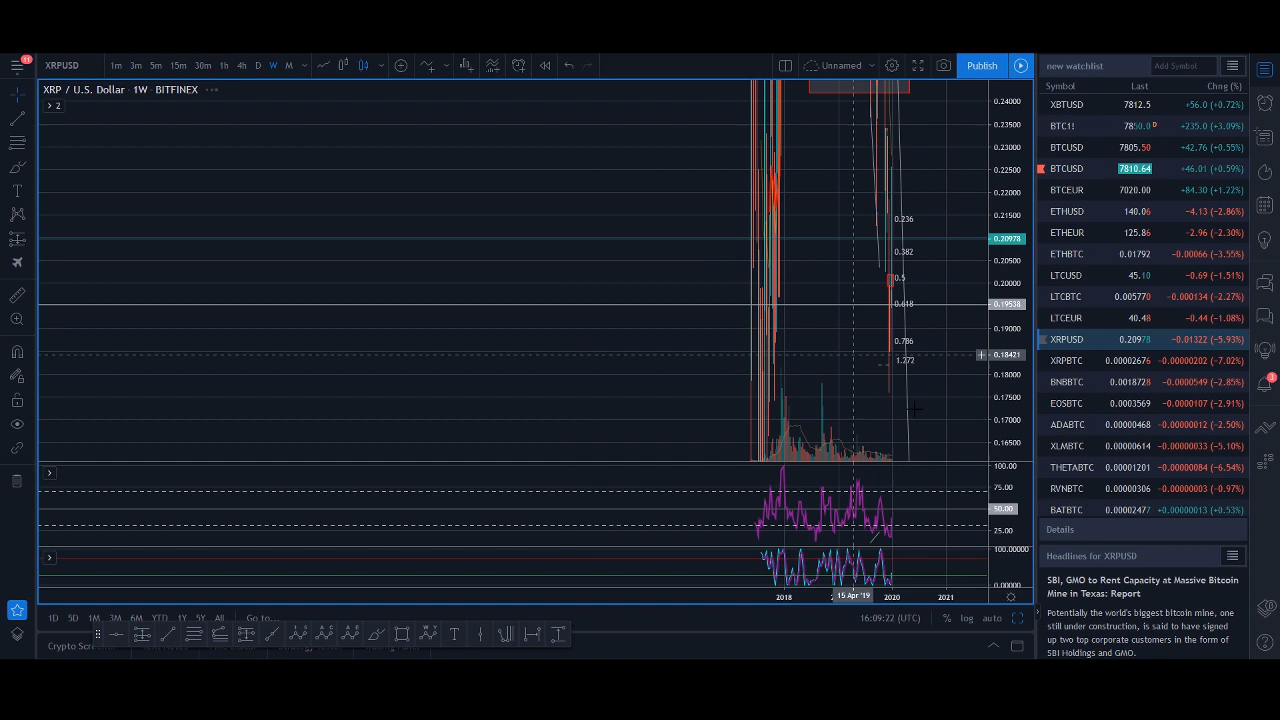 11
XRPUSD 1m 3m 5m 15m 30m 1h 4h D W M Unnamed Publish
XRP / U.S. Dollar · 1W · BITFINEX
2
0.24000
0.23500
0.23000
0.22500
0.22000
0.21500
0.20978
0.20500
0.20000
0.19538
0.19000
0.18421
0.18000
0.17500
0.17000
0.16500
0.236
0.382
0.5
0.618
0.786
1.272
100.00
75.00
50.00
25.00
100.00000
0.00000
2018 15 Apr '19 2020 2021
1D 5D 1M 3M 6M YTD 1Y 5Y All Go to... 16:09:22 (UTC) % log auto
new watchlist Add Symbol
Symbol Last Chng (%)
XBTUSD 7812.5 +56.0 (+0.72%)
BTC1! 7850.0 D +235.0 (+3.09%)
BTCUSD 7805.50 +42.76 (+0.55%)
BTCUSD 7810.64 +46.01 (+0.59%)
BTCEUR 7020.00 +84.30 (+1.22%)
ETHUSD 140.06 −4.13 (−2.86%)
ETHEUR 125.86 −2.96 (−2.30%)
ETHBTC 0.01792 −0.00066 (−3.55%)
LTCUSD 45.10 −0.69 (−1.51%)
LTCBTC 0.005770 −0.000134 (−2.27%)
LTCEUR 40.48 −0.44 (−1.08%)
XRPUSD 0.20978 −0.01322 (−5.93%)
XRPBTC 0.00002676 −0.00000202 (−7.02%)
BNBBTC 0.0018728 −0.0000549 (−2.85%)
EOSBTC 0.0003569 −0.0000107 (−2.91%)
ADABTC 0.00000468 −0.00000012 (−2.50%)
XLMBTC 0.00000614 −0.00000033 (−5.10%)
THETABTC 0.00001201 −0.00000084 (−6.54%)
RVNBTC 0.00000306 −0.00000003 (−0.97%)
BATBTC 0.00002477 +0.00000013 (+0.53%)
Details
Headlines for XRPUSD
SBI, GMO to Rent Capacity at Massive Bitcoin
Mine in Texas: Report
Potentially the world's biggest bitcoin mine, one
still under construction, is said to have signed
up two top corporate customers in the form of
SBI Holdings and GMO.
3